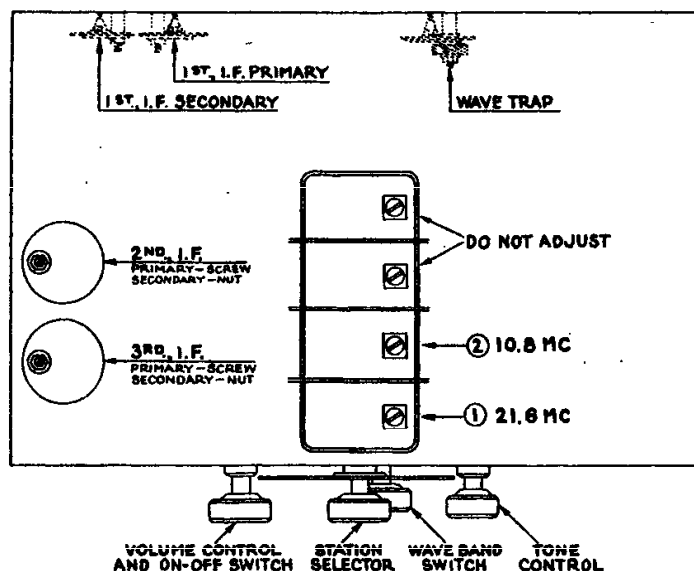 1ST., I.F. PRIMARY
1 ST., I.F. SECONDARY
WAVE TRAP
DO NOT ADJUST
2ND., I.F.
PRIMARY-SCREW
SECONDARY-NUT
② 10.8 MC
3RD., I.F.
PRIMARY-SCREW
SECONDARY-NUT
① 21.6 MC
VOLUME CONTROL
AND ON-OFF SWITCH
STATION
SELECTOR
WAVE BAND
SWITCH
TONE
CONTROL